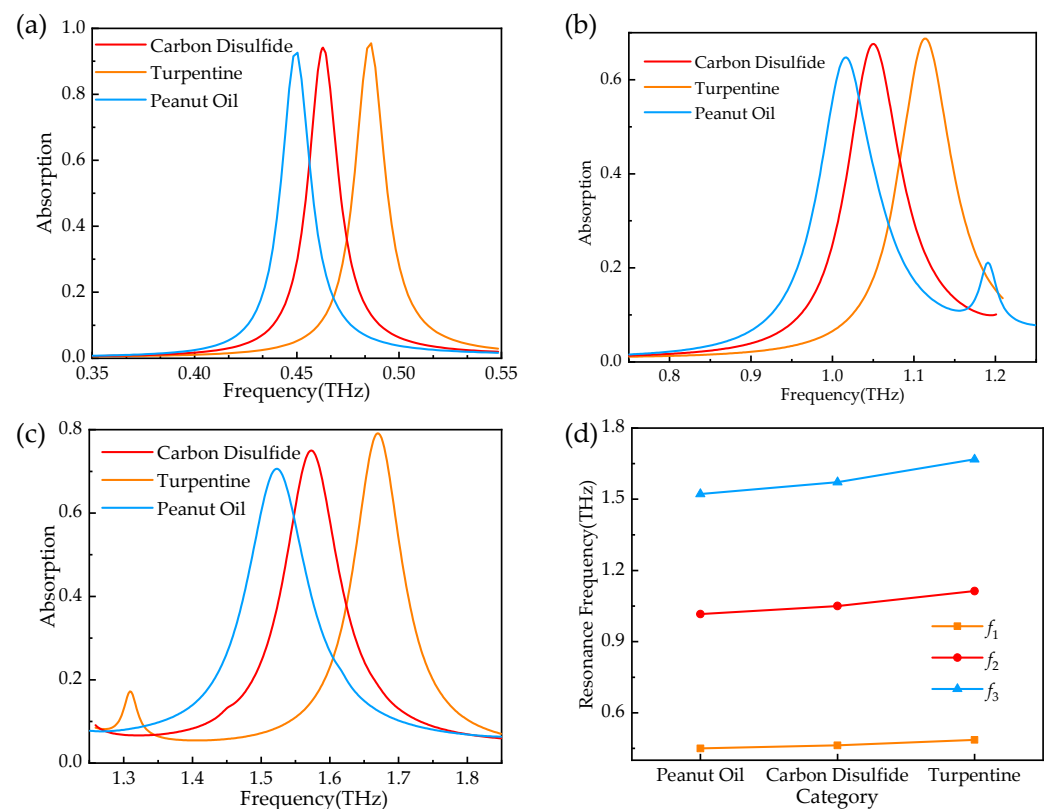 (a)
1.0
0.8
0.6
0.4
0.2
0.0
Absorption
Carbon Disulfide
Turpentine
Peanut Oil
0.35 0.40 0.45 0.50 0.55
Frequency(THz)
(b)
0.6
0.4
0.2
0.0
Absorption
Carbon Disulfide
Turpentine
Peanut Oil
0.8 0.9 1.0 1.1 1.2
Frequency(THz)
(c)
0.8
0.6
0.4
0.2
0.0
Absorption
Carbon Disulfide
Turpentine
Peanut Oil
1.3 1.4 1.5 1.6 1.7 1.8
Frequency(THz)
(d)
1.8
1.5
1.2
0.9
0.6
Resonance Frequency(THz)
f1
f2
f3
Peanut Oil Carbon Disulfide Turpentine
Category